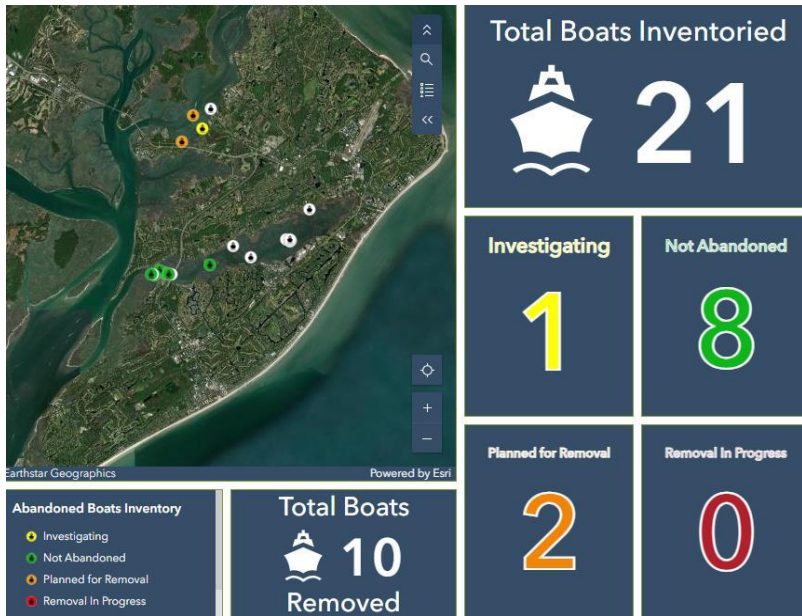 Total Boats Inventoried
21
Investigating
1
Not Abandoned
8
Planned for Removal
2
Removal In Progress
0
Earthstar Geographics
Powered by Esri
Abandoned Boats Inventory
Investigating
Not Abandoned
Planned for Removal
Removal In Progress
Total Boats
10
Removed